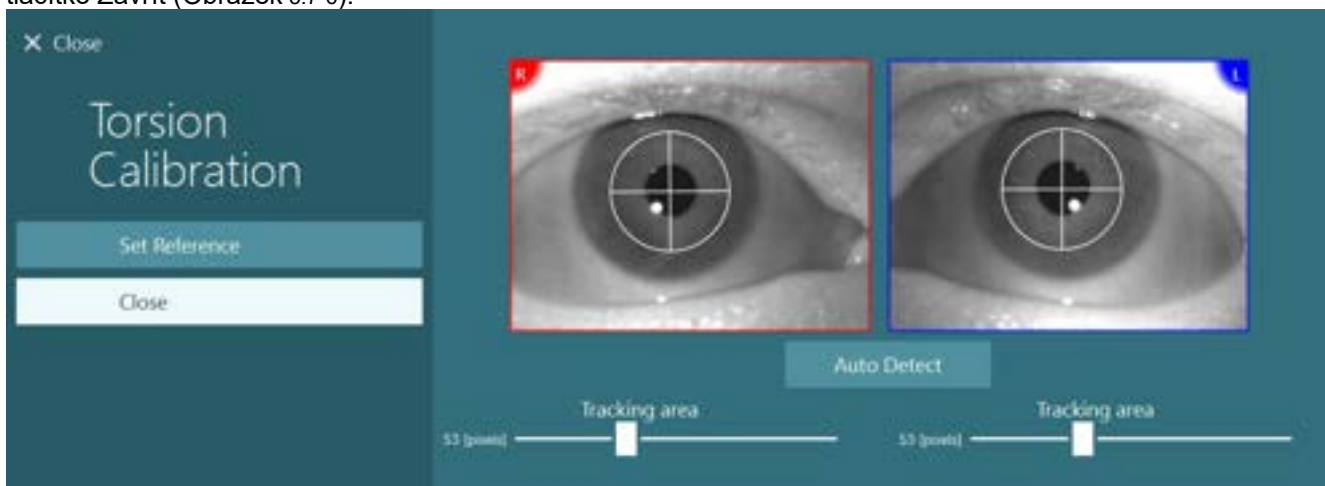 tlačítko Zavřít (Obrázek
Close
Torsion
Calibration
Set Reference
Close
R
L
Auto Detect
Tracking area
53 [pixels]
Tracking area
53 [pixels]